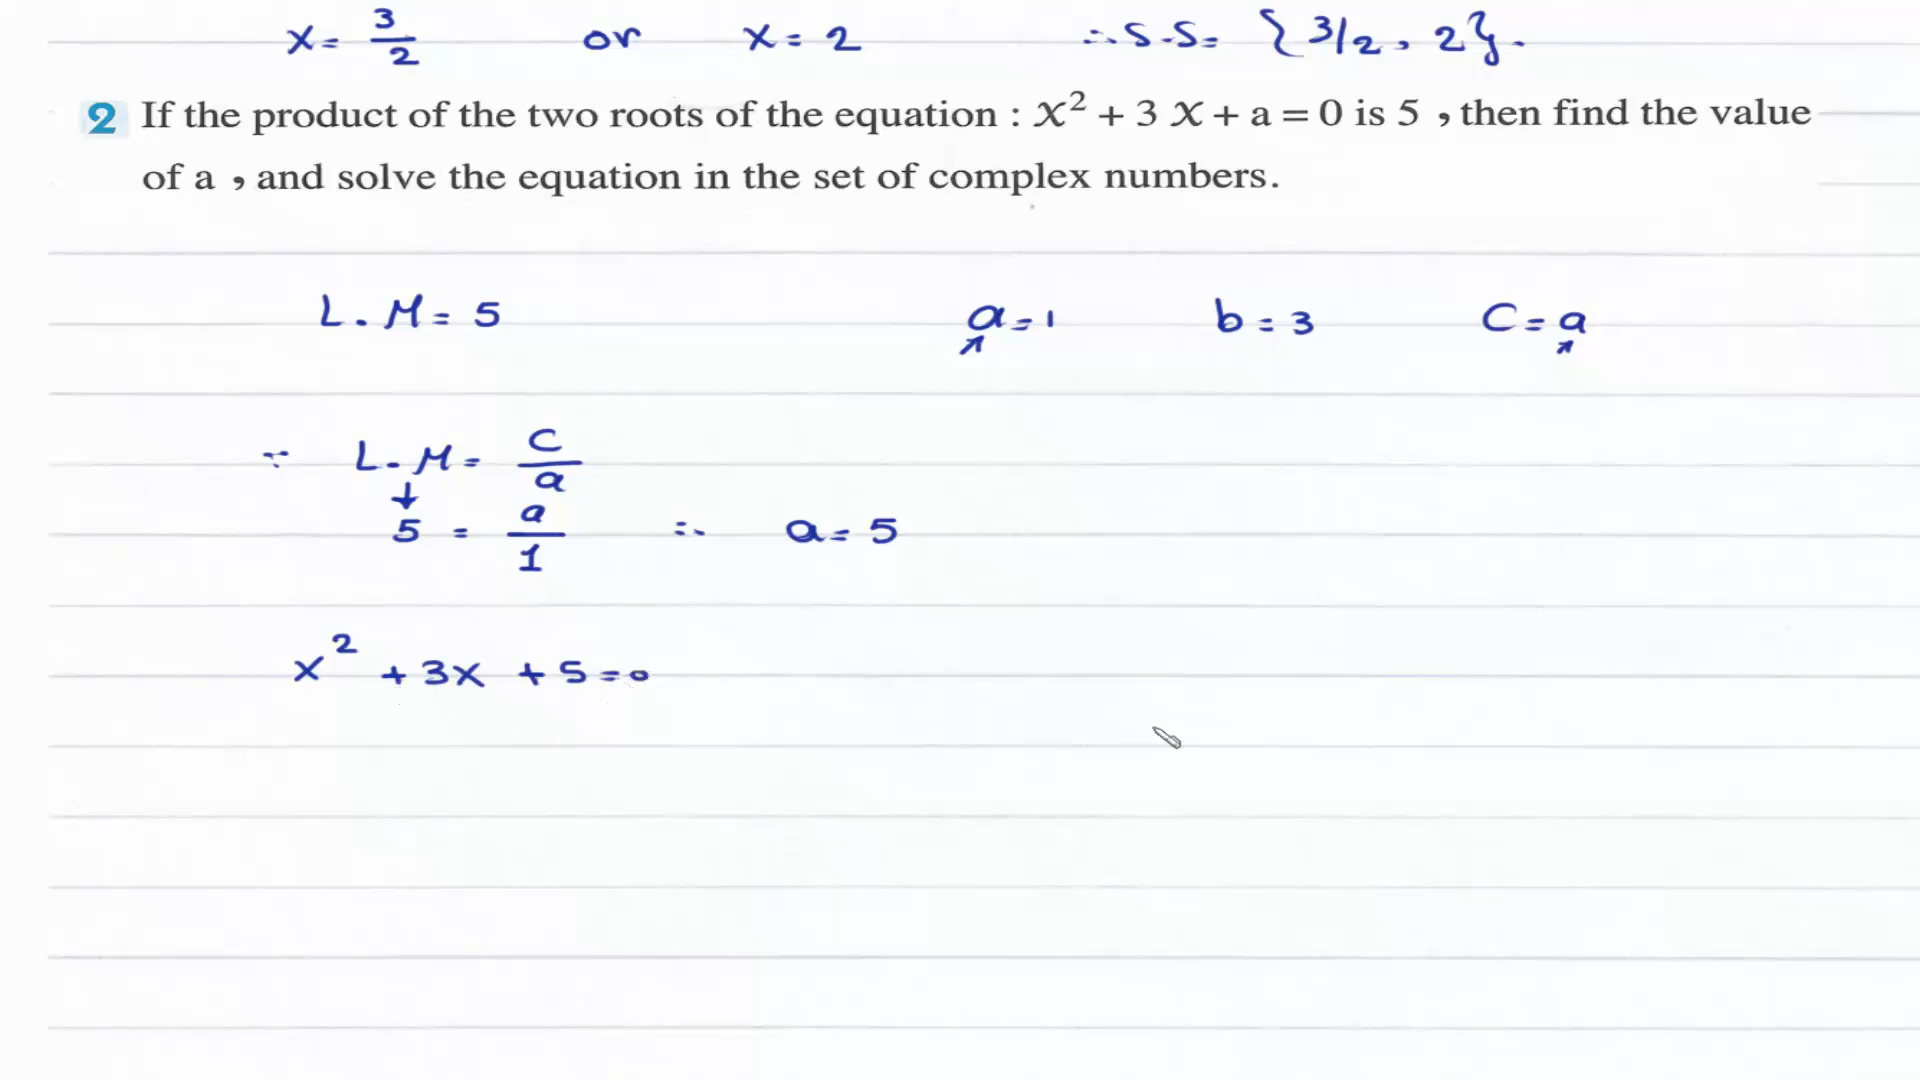 x = 3/2 or x = 2 ∴ S.S = {3/2, 2}.
2 If the product of the two roots of the equation : x² + 3 x + a = 0 is 5 , then find the value
of a , and solve the equation in the set of complex numbers.
L . M = 5 a = 1 b = 3 C = a
∵ L . M = C/a
5 = a/1 ∴ a = 5
x² + 3x + 5 = 0